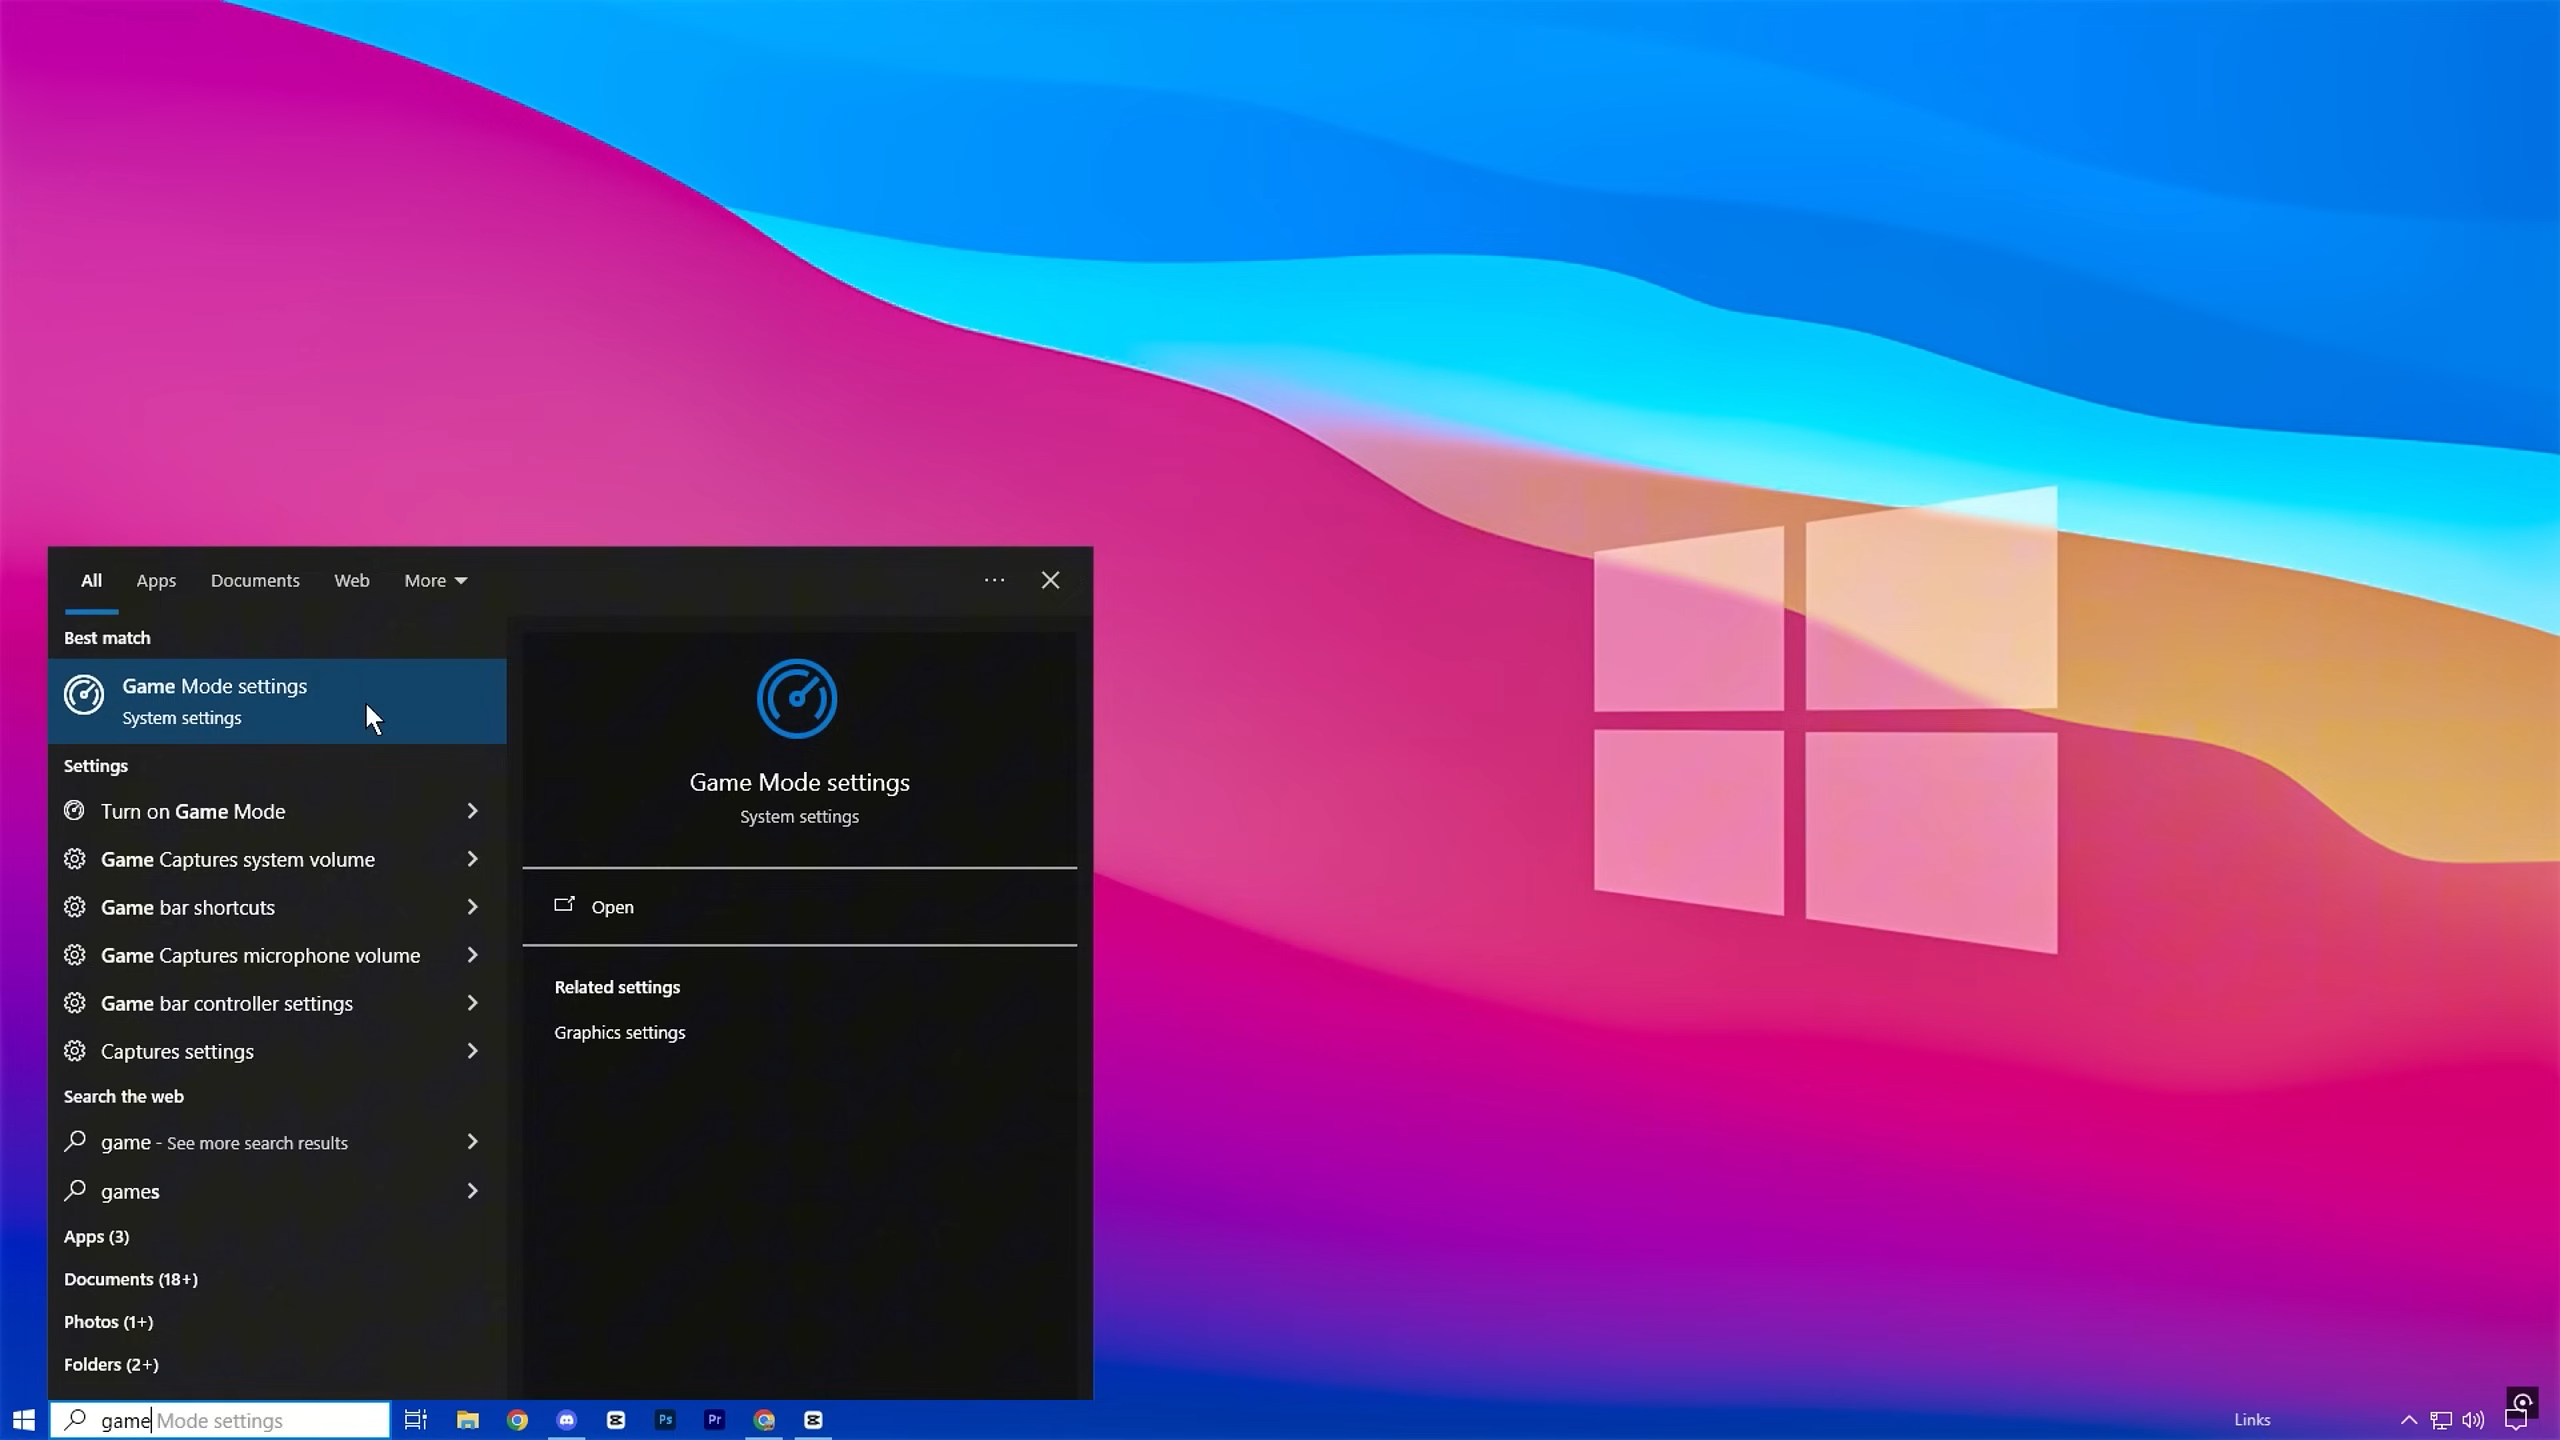 All Apps Documents Web More
Best match
Game Mode settings
System settings
Settings
Turn on Game Mode
Game Captures system volume
Game bar shortcuts
Game Captures microphone volume
Game bar controller settings
Captures settings
Search the web
game - See more search results
games
Apps (3)
Documents (18+)
Photos (1+)
Folders (2+)
Game Mode settings
System settings
Open
Related settings
Graphics settings
game Mode settings
Ps
Pr
Links